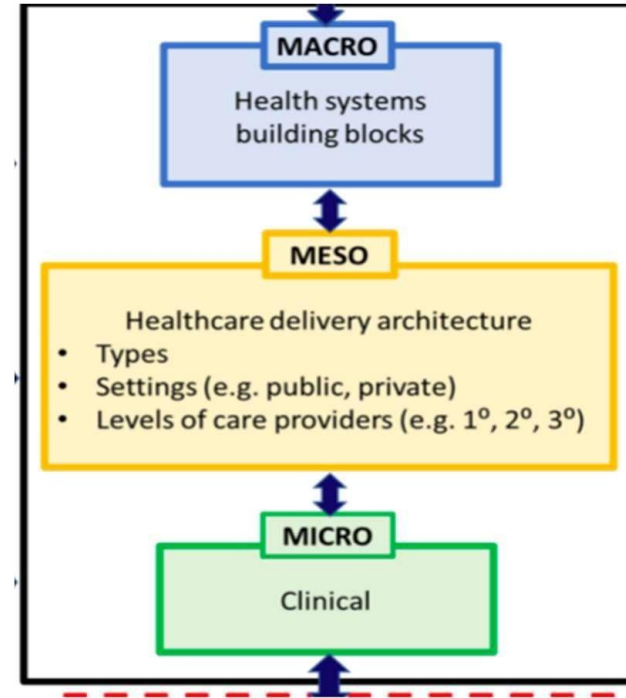 MACRO
Health systems
building blocks
MESO
Healthcare delivery architecture
• Types
• Settings (e.g. public, private)
• Levels of care providers (e.g. 1º, 2º, 3º)
MICRO
Clinical